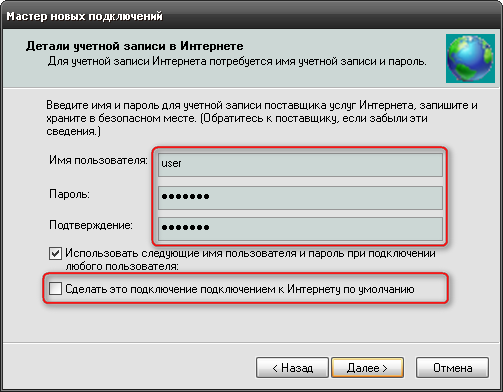 Мастер новых подключений
Детали учетной записи в Интернете
Для учетной записи Интернета потребуется имя учетной записи и пароль.
Введите имя и пароль для учетной записи поставщика услуг Интернета, запишите и
храните в безопасном месте. (Обратитесь к поставщику, если забыли эти
сведения.)
Имя пользователя: user
Пароль: •••••••
Подтверждение: •••••••
Использовать следующие имя пользователя и пароль при подключении
любого пользователя:
Сделать это подключение подключением к Интернету по умолчанию
< Назад Далее > Отмена